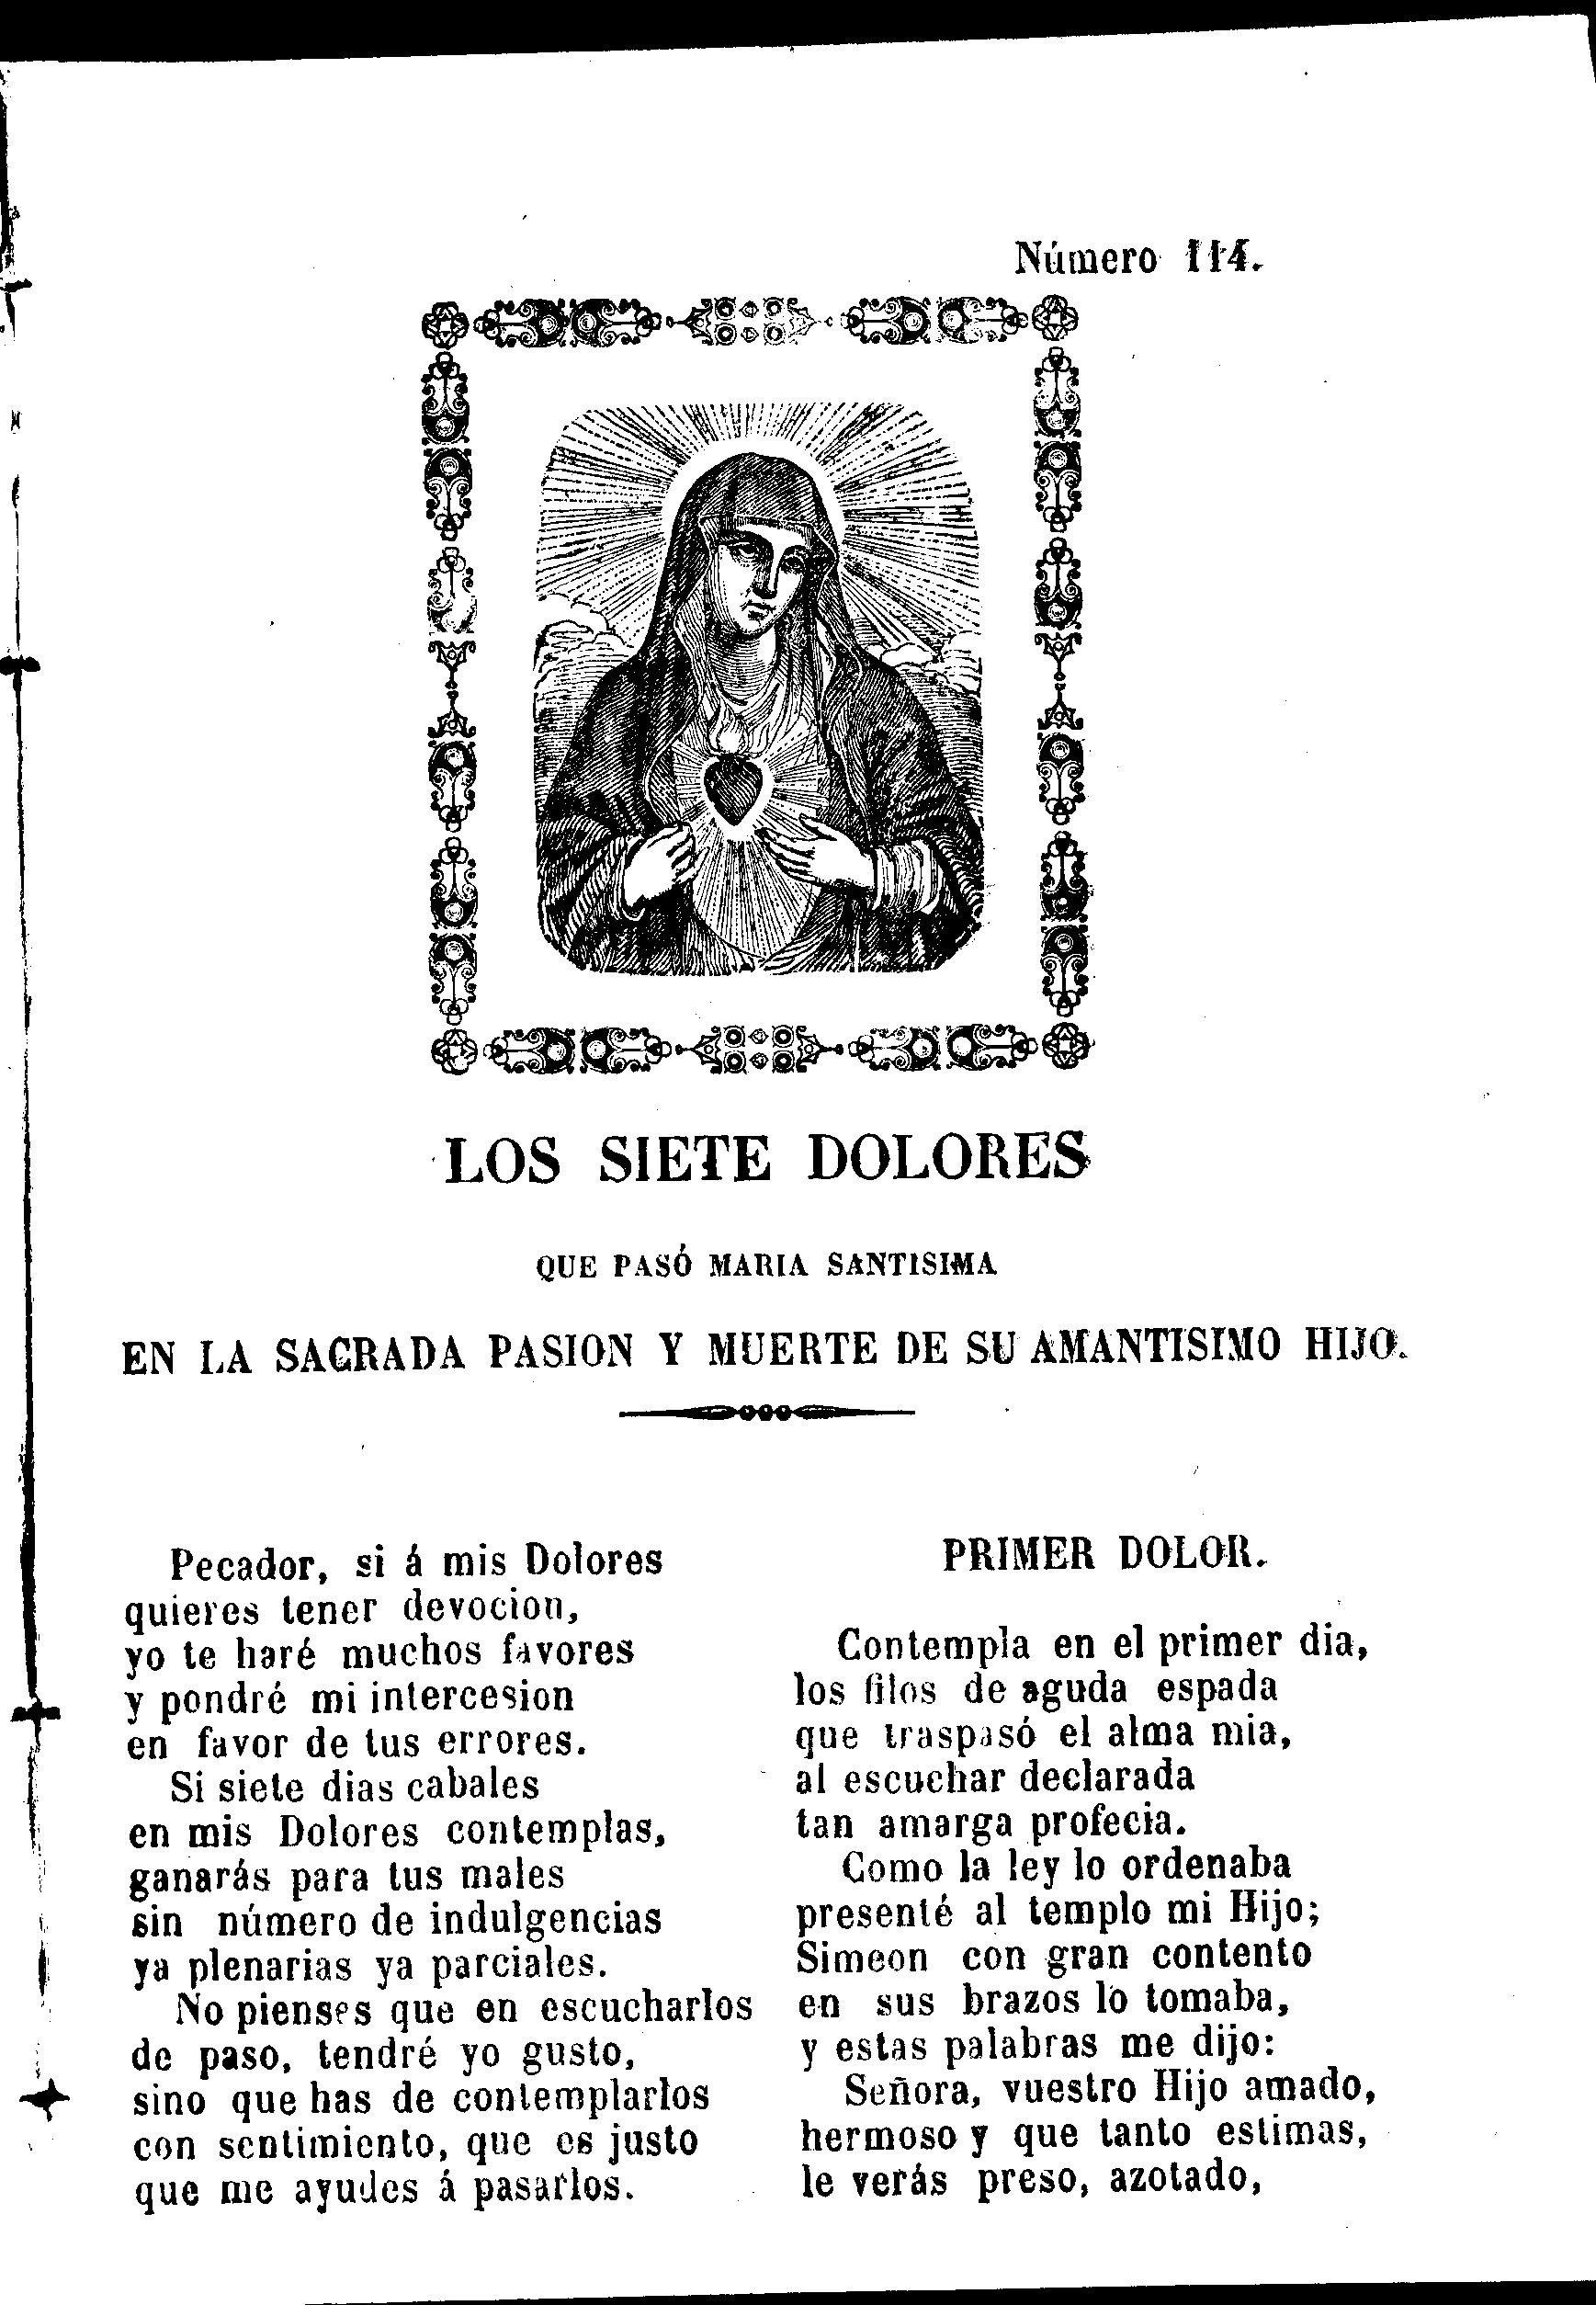 Número 114.
LOS SIETE DOLORES
QUE PASÓ MARIA SANTISIMA
EN LA SAGRADA PASION Y MUERTE DE SU AMANTISIMO HIJO.
Pecador, si á mis Dolores
quieres tener devocion,
yo te haré muchos favores
y pondré mi intercesion
en favor de tus errores.
Si siete dias cabales
en mis Dolores contemplas,
ganarás para tus males
sin número de indulgencias
ya plenarias ya parciales.
No pienses que en escucharlos
de paso, tendré yo gusto,
sino que has de contemplarlos
con sentimiento, que es justo
que me ayudes á pasarlos.
PRIMER DOLOR.
Contempla en el primer dia,
los filos de aguda espada
que traspasó el alma mia,
al escuchar declarada
tan amarga profecia.
Como la ley lo ordenaba
presenté al templo mi Hijo;
Simeon con gran contento
en sus brazos lo tomaba,
y estas palabras me dijo:
Señora, vuestro Hijo amado,
hermoso y que tanto estimas,
le verás preso, azotado,